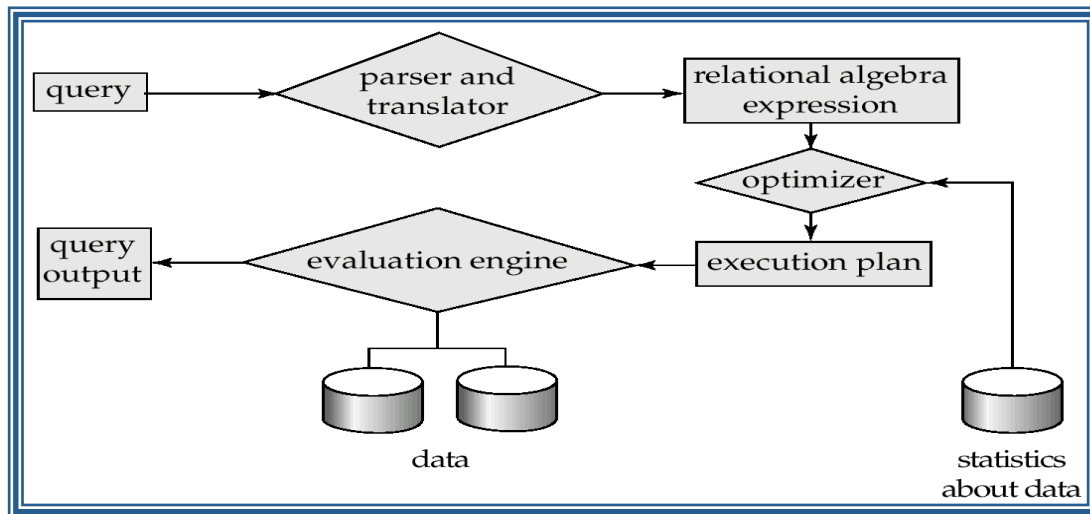 query
parser and
translator
relational algebra
expression
optimizer
query
output
evaluation engine
execution plan
data
statistics
about data